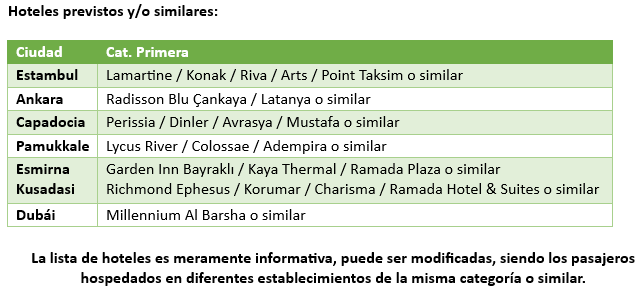 Hoteles previstos y/o similares:
Ciudad Cat. Primera
Estambul Lamartine / Konak / Riva / Arts / Point Taksim o similar
Ankara Radisson Blu Çankaya / Latanya o similar
Capadocia Perissia / Dinler / Avrasya / Mustafa o similar
Pamukkale Lycus River / Colossae / Adempira o similar
Esmirna Garden Inn Bayraklı / Kaya Thermal / Ramada Plaza o similar
Kusadasi Richmond Ephesus / Korumar / Charisma / Ramada Hotel & Suites o similar
Dubái Millennium Al Barsha o similar
La lista de hoteles es meramente informativa, puede ser modificadas, siendo los pasajeros
hospedados en diferentes establecimientos de la misma categoría o similar.